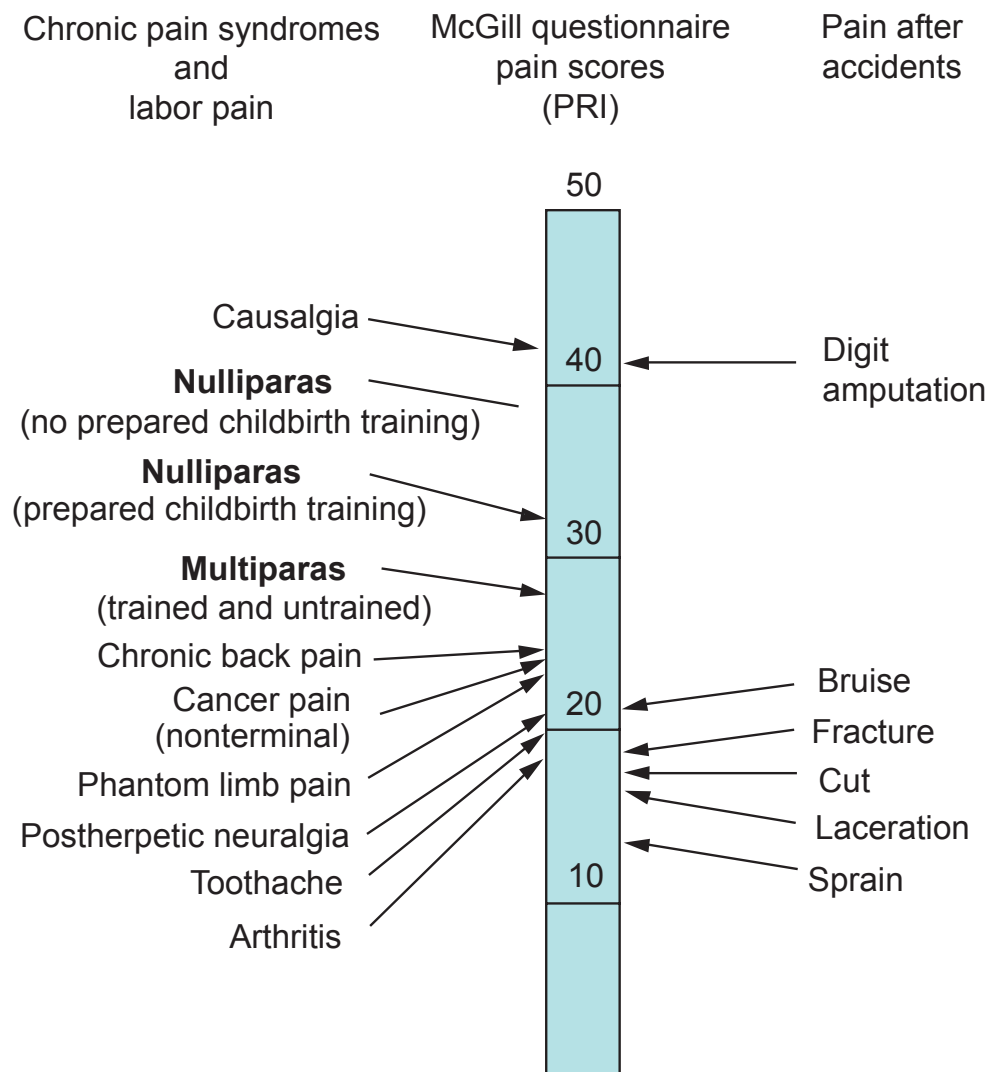 Chronic pain syndromes
and
labor pain
McGill questionnaire
pain scores
(PRI)
Pain after
accidents
50
Causalgia
40
Digit
amputation
Nulliparas
(no prepared childbirth training)
Nulliparas
(prepared childbirth training)
30
Multiparas
(trained and untrained)
Chronic back pain
Cancer pain
(nonterminal)
Phantom limb pain
Postherpetic neuralgia
Toothache
Arthritis
20
10
Bruise
Fracture
Cut
Laceration
Sprain